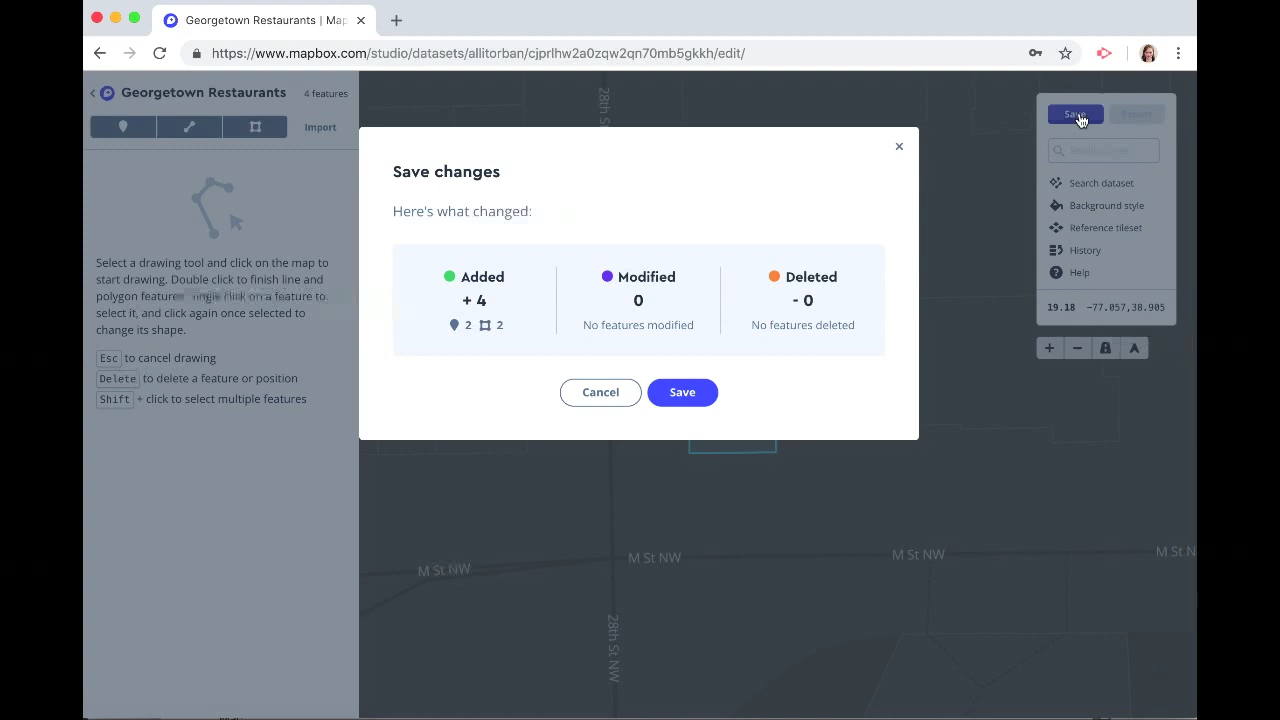 Georgetown Restaurants | Map
https://www.mapbox.com/studio/datasets/allitorban/cjprlhw2a0zqw2qn70mb5gkkh/edit/
Georgetown Restaurants
4 features
Import
Select a drawing tool and click on the map to
start drawing. Double click to finish line and
polygon feature on a feature to
select it, and click again once selected to
change its shape.
Esc to cancel drawing
Delete to delete a feature or position
Shift + click to select multiple features
Save changes
Here's what changed:
Added
+ 4
2 2
Modified
0
No features modified
Deleted
- 0
No features deleted
Cancel
Save
Save
Search dataset
Background style
Reference tileset
History
Help
19.18 -77.057,38.905
28th St
M St NW
M St NW
M St NW
M St N
28th St NW